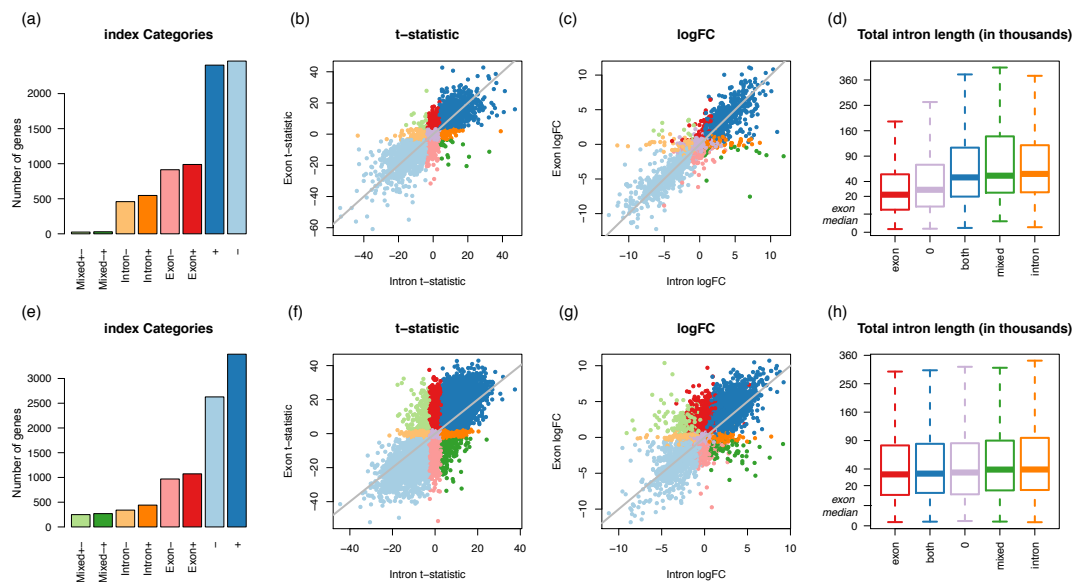 (a)
index Categories
Number of genes
2000
1500
1000
500
0
Mixed+−
Mixed−+
Intron−
Intron+
Exon−
Exon+
+
−
(b)
t−statistic
Exon t−statistic
40
20
0
−20
−40
−60
−40
−20
0
20
40
Intron t−statistic
(c)
logFC
Exon logFC
10
5
0
−5
−10
−10
−5
0
5
10
Intron logFC
(d)
Total intron length (in thousands)
360
250
160
90
40
20
exon
median
0
exon
0
both
mixed
intron
(e)
index Categories
Number of genes
3000
2500
2000
1500
1000
500
0
Mixed+−
Mixed−+
Intron−
Intron+
Exon−
Exon+
−
+
(f)
t−statistic
Exon t−statistic
40
20
0
−20
−40
−40
−20
0
20
40
Intron t−statistic
(g)
logFC
Exon logFC
10
5
0
−5
−10
−10
−5
0
5
10
Intron logFC
(h)
Total intron length (in thousands)
360
250
160
90
40
20
exon
median
0
exon
both
0
mixed
intron